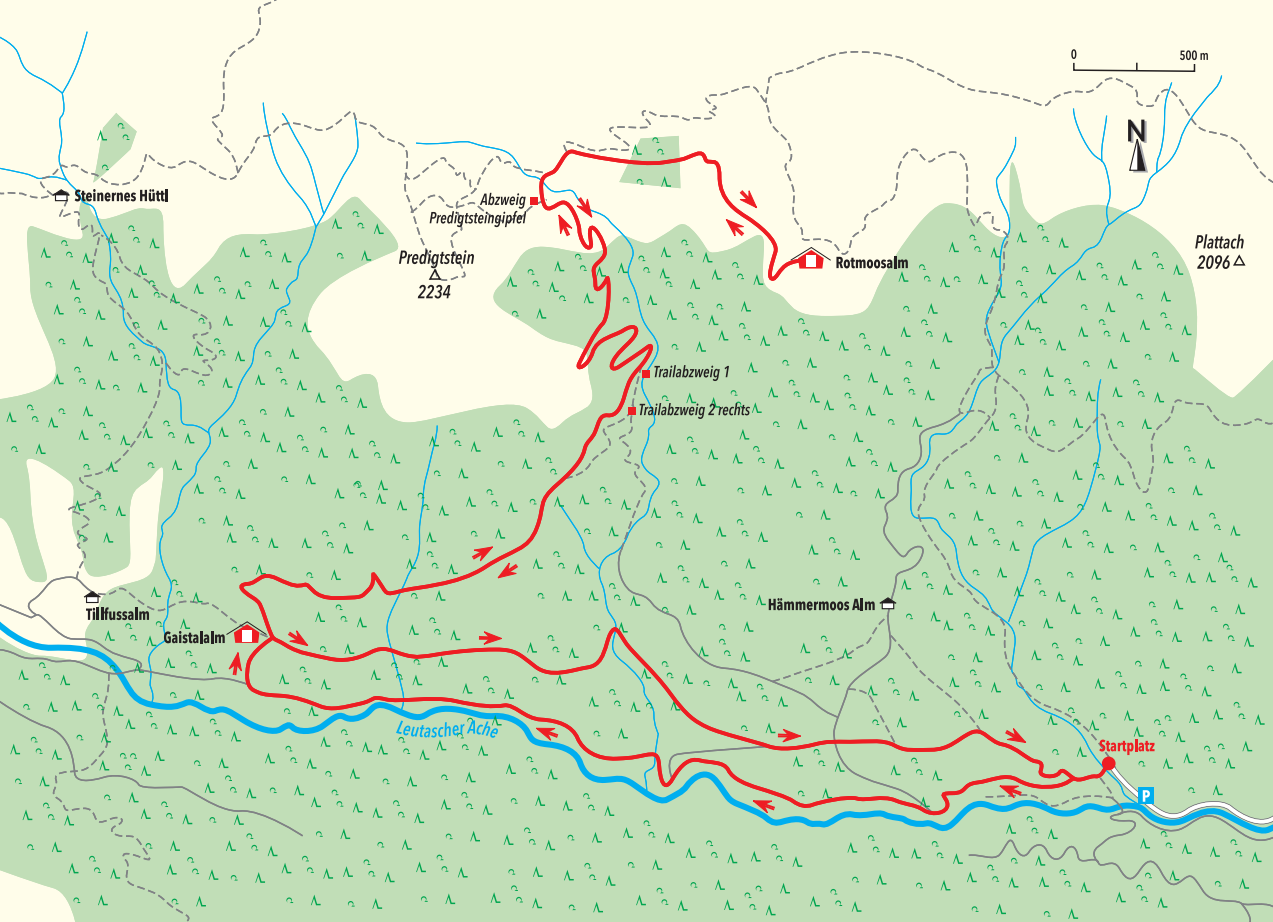 0 500 m
N
Steinernes Hüttl
Abzweig
Predigtsteingipfel
Predigtstein
2234
Rotmoosalm
Plattach
2096
Trailabzweig 1
Trailabzweig 2 rechts
Tillfussalm
Hämmermoos Alm
Gaistalalm
Leutascher Ache
Startplatz
P